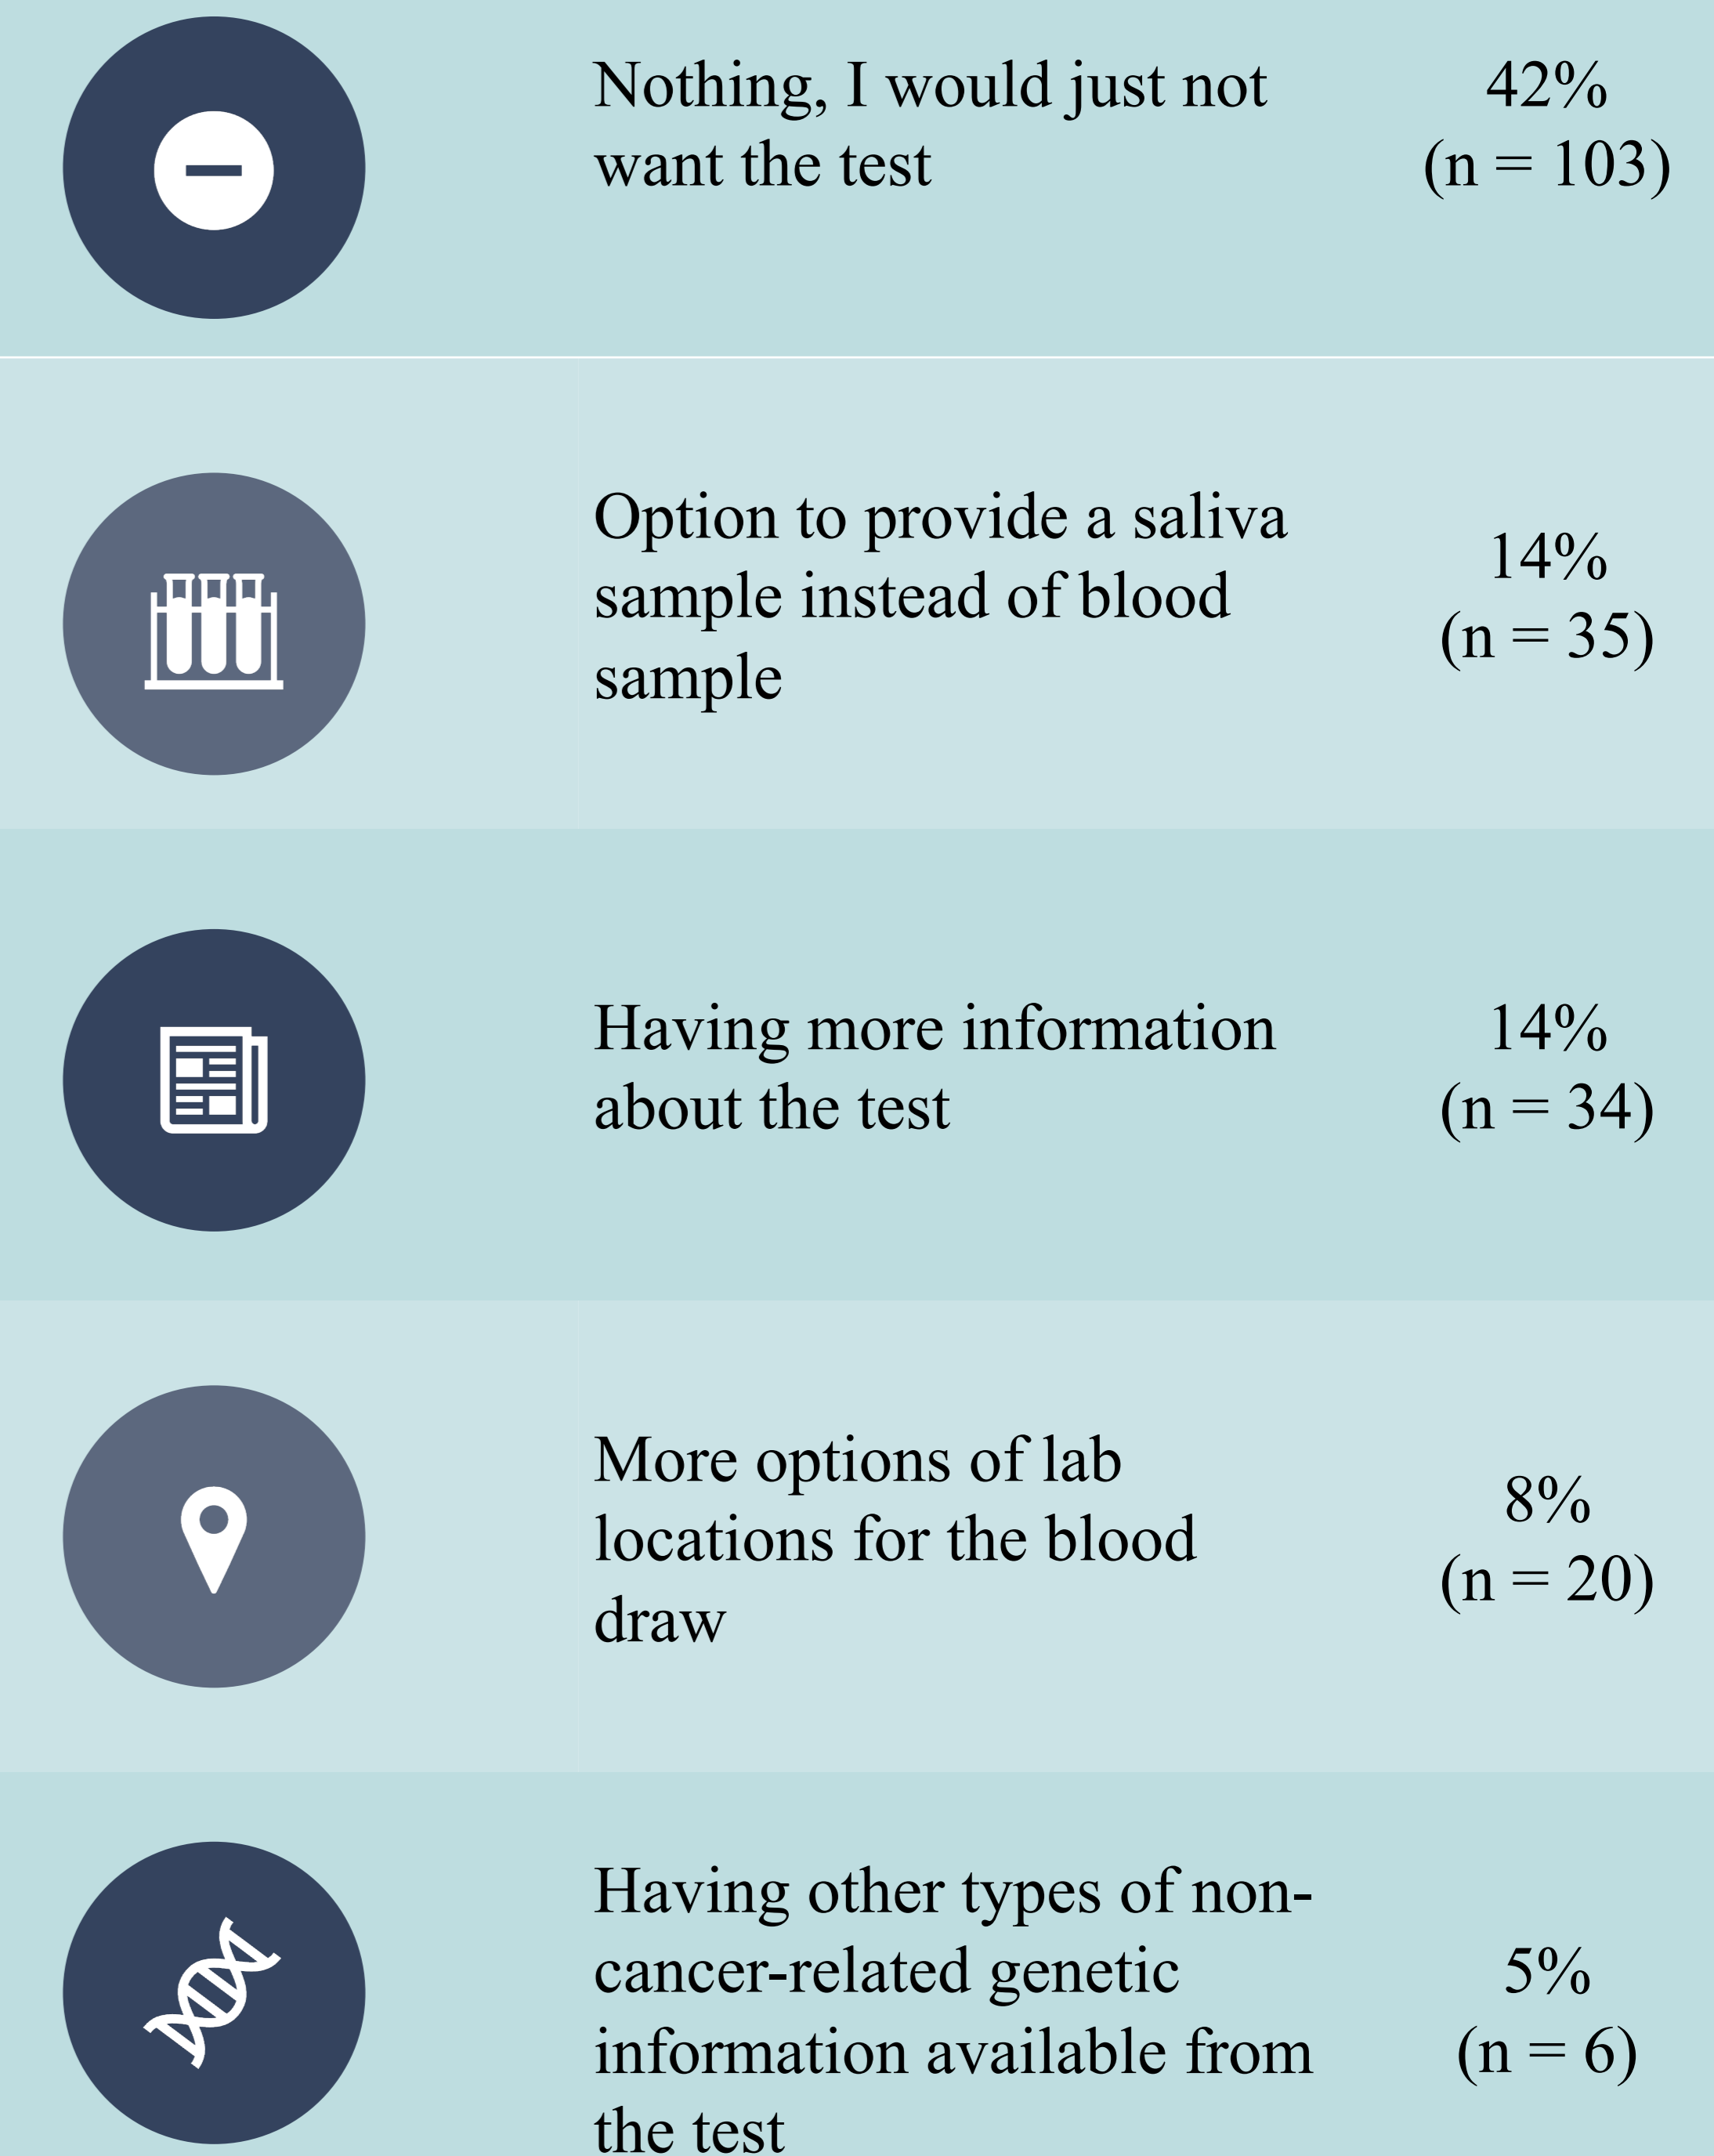 Nothing, I would just not
want the test
42%
(n = 103)
Option to provide a saliva
sample instead of blood
sample
14%
(n = 35)
Having more information
about the test
14%
(n = 34)
More options of lab
locations for the blood
draw
8%
(n = 20)
Having other types of non-
cancer-related genetic
information available from
the test
5%
(n = 6)